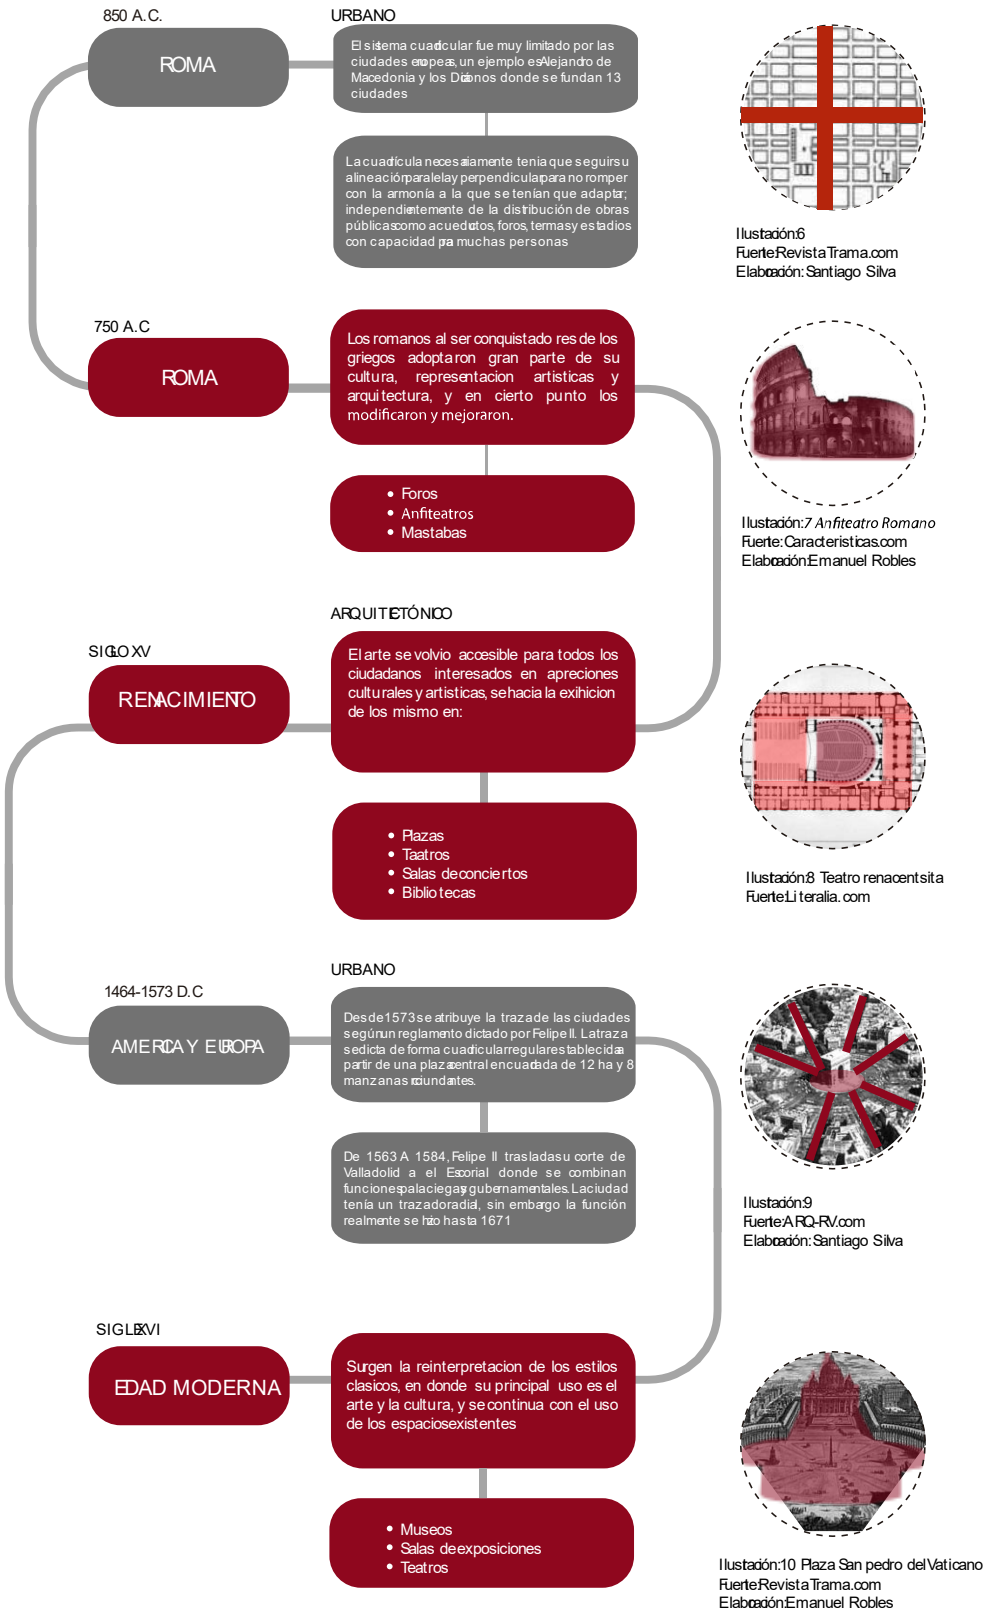 850 A.C.
URBANO
ROMA
El sistema cuadricular fue muy limitado por las
ciudades europeas, un ejemplo es Alejandro de
Macedonia y los Diáconos donde se fundan 13
ciudades
La cuadrícula necesariamente tenia que seguir su
alineación paralela y perpendicular para no romper
con la armonía a la que se tenían que adaptar;
independientemente de la distribución de obras
públicas como acueductos, foros, termas y estadios
con capacidad para muchas personas
Ilustración:6
Fuente:RevistaTrama.com
Elaboración: Santiago Silva
750 A.C
ROMA
Los romanos al ser conquistado res de los
griegos adoptaron gran parte de su
cultura, representacion artisticas y
arquitectura, y en cierto punto los
modificaron y mejoraron.
• Foros
• Anfiteatros
• Mastabas
Ilustración:7 Anfiteatro Romano
Fuente: Caracteristicas.com
Elaboración:Emanuel Robles
ARQUITECTÓNICO
SIGLO XV
RENACIMIENTO
El arte se volvio accesible para todos los
ciudadanos interesados en apreciones
culturales y artisticas, se hacia la exihicion
de los mismo en:
• Plazas
• Taatros
• Salas de conciertos
• Bibliotecas
Ilustración:8 Teatro renacentsita
Fuente:Literalia.com
URBANO
1464-1573 D.C
AMERICA Y EUROPA
Desde 1573 se atribuye la traza de las ciudades
según un reglamento dictado por Felipe II. La traza
se dicta de forma cuadricular regular establecida a
partir de una plaza central encuadrada de 12 ha y 8
manzanas circundantes.
De 1563 A 1584, Felipe II traslada su corte de
Valladolid a el Escorial donde se combinan
funciones palaciegas y gubernamentales. La ciudad
tenía un trazado radial, sin embargo la función
realmente se hizo hasta 1671
Ilustración:9
Fuente:ARQ-RV.com
Elaboración: Santiago Silva
SIGLE XVI
EDAD MODERNA
Surgen la reinterpretacion de los estilos
clasicos, en donde su principal uso es el
arte y la cultura, y se continua con el uso
de los espacios existentes
• Museos
• Salas de exposiciones
• Teatros
Ilustración:10 Plaza San pedro del Vaticano
Fuente:RevistaTrama.com
Elaboración:Emanuel Robles